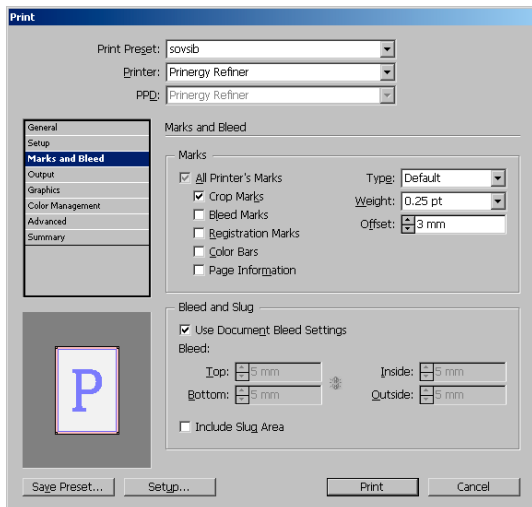 Print
Print Preset: sovsib
Printer: Prinergy Refiner
PPD: Prinergy Refiner
General
Setup
Marks and Bleed
Output
Graphics
Color Management
Advanced
Summary
Marks and Bleed
Marks
All Printer's Marks
Crop Marks
Bleed Marks
Registration Marks
Color Bars
Page Information
Type: Default
Weight: 0.25 pt
Offset: 3 mm
Bleed and Slug
Use Document Bleed Settings
Bleed:
Top: 5 mm Inside: 5 mm
Bottom: 5 mm Outside: 5 mm
Include Slug Area
P
Save Preset... Setup... Print Cancel